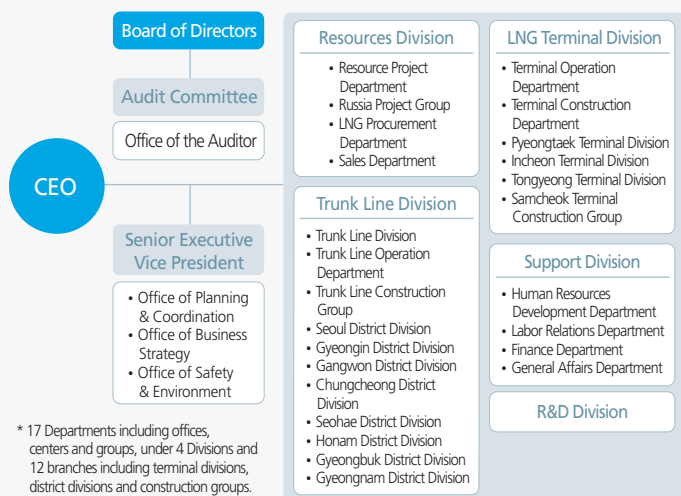 Board of Directors
Audit Committee
Office of the Auditor
CEO
Senior Executive
Vice President
• Office of Planning
& Coordination
• Office of Business
Strategy
• Office of Safety
& Environment
* 17 Departments including offices,
centers and groups, under 4 Divisions and
12 branches including terminal divisions,
district divisions and construction groups.
Resources Division
• Resource Project
Department
• Russia Project Group
• LNG Procurement
Department
• Sales Department
Trunk Line Division
• Trunk Line Division
• Trunk Line Operation
Department
• Trunk Line Construction
Group
• Seoul District Division
• Gyeongin District Division
• Gangwon District Division
• Chungcheong District
Division
• Seohae District Division
• Honam District Division
• Gyeongbuk District Division
• Gyeongnam District Division
LNG Terminal Division
• Terminal Operation
Department
• Terminal Construction
Department
• Pyeongtaek Terminal Division
• Incheon Terminal Division
• Tongyeong Terminal Division
• Samcheok Terminal
Construction Group
Support Division
• Human Resources
Development Department
• Labor Relations Department
• Finance Department
• General Affairs Department
R&D Division